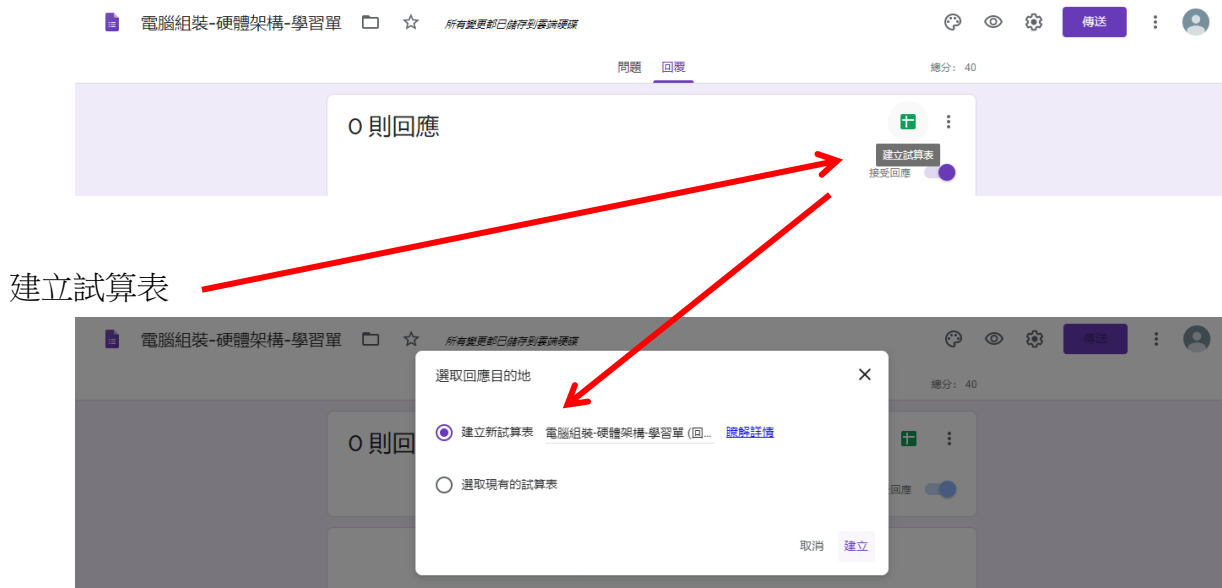 電腦組裝-硬體架構-學習單 所有變更都已儲存到雲端硬碟 傳送
問題 回覆 總分: 40
0 則回應
建立試算表
接受回應
建立試算表
電腦組裝-硬體架構-學習單 所有變更都已儲存到雲端硬碟 傳送
選取回應目的地
總分: 40
0 則回
建立新試算表 電腦組裝-硬體架構-學習單 (回... 瞭解詳情
選取現有的試算表
回應
取消 建立